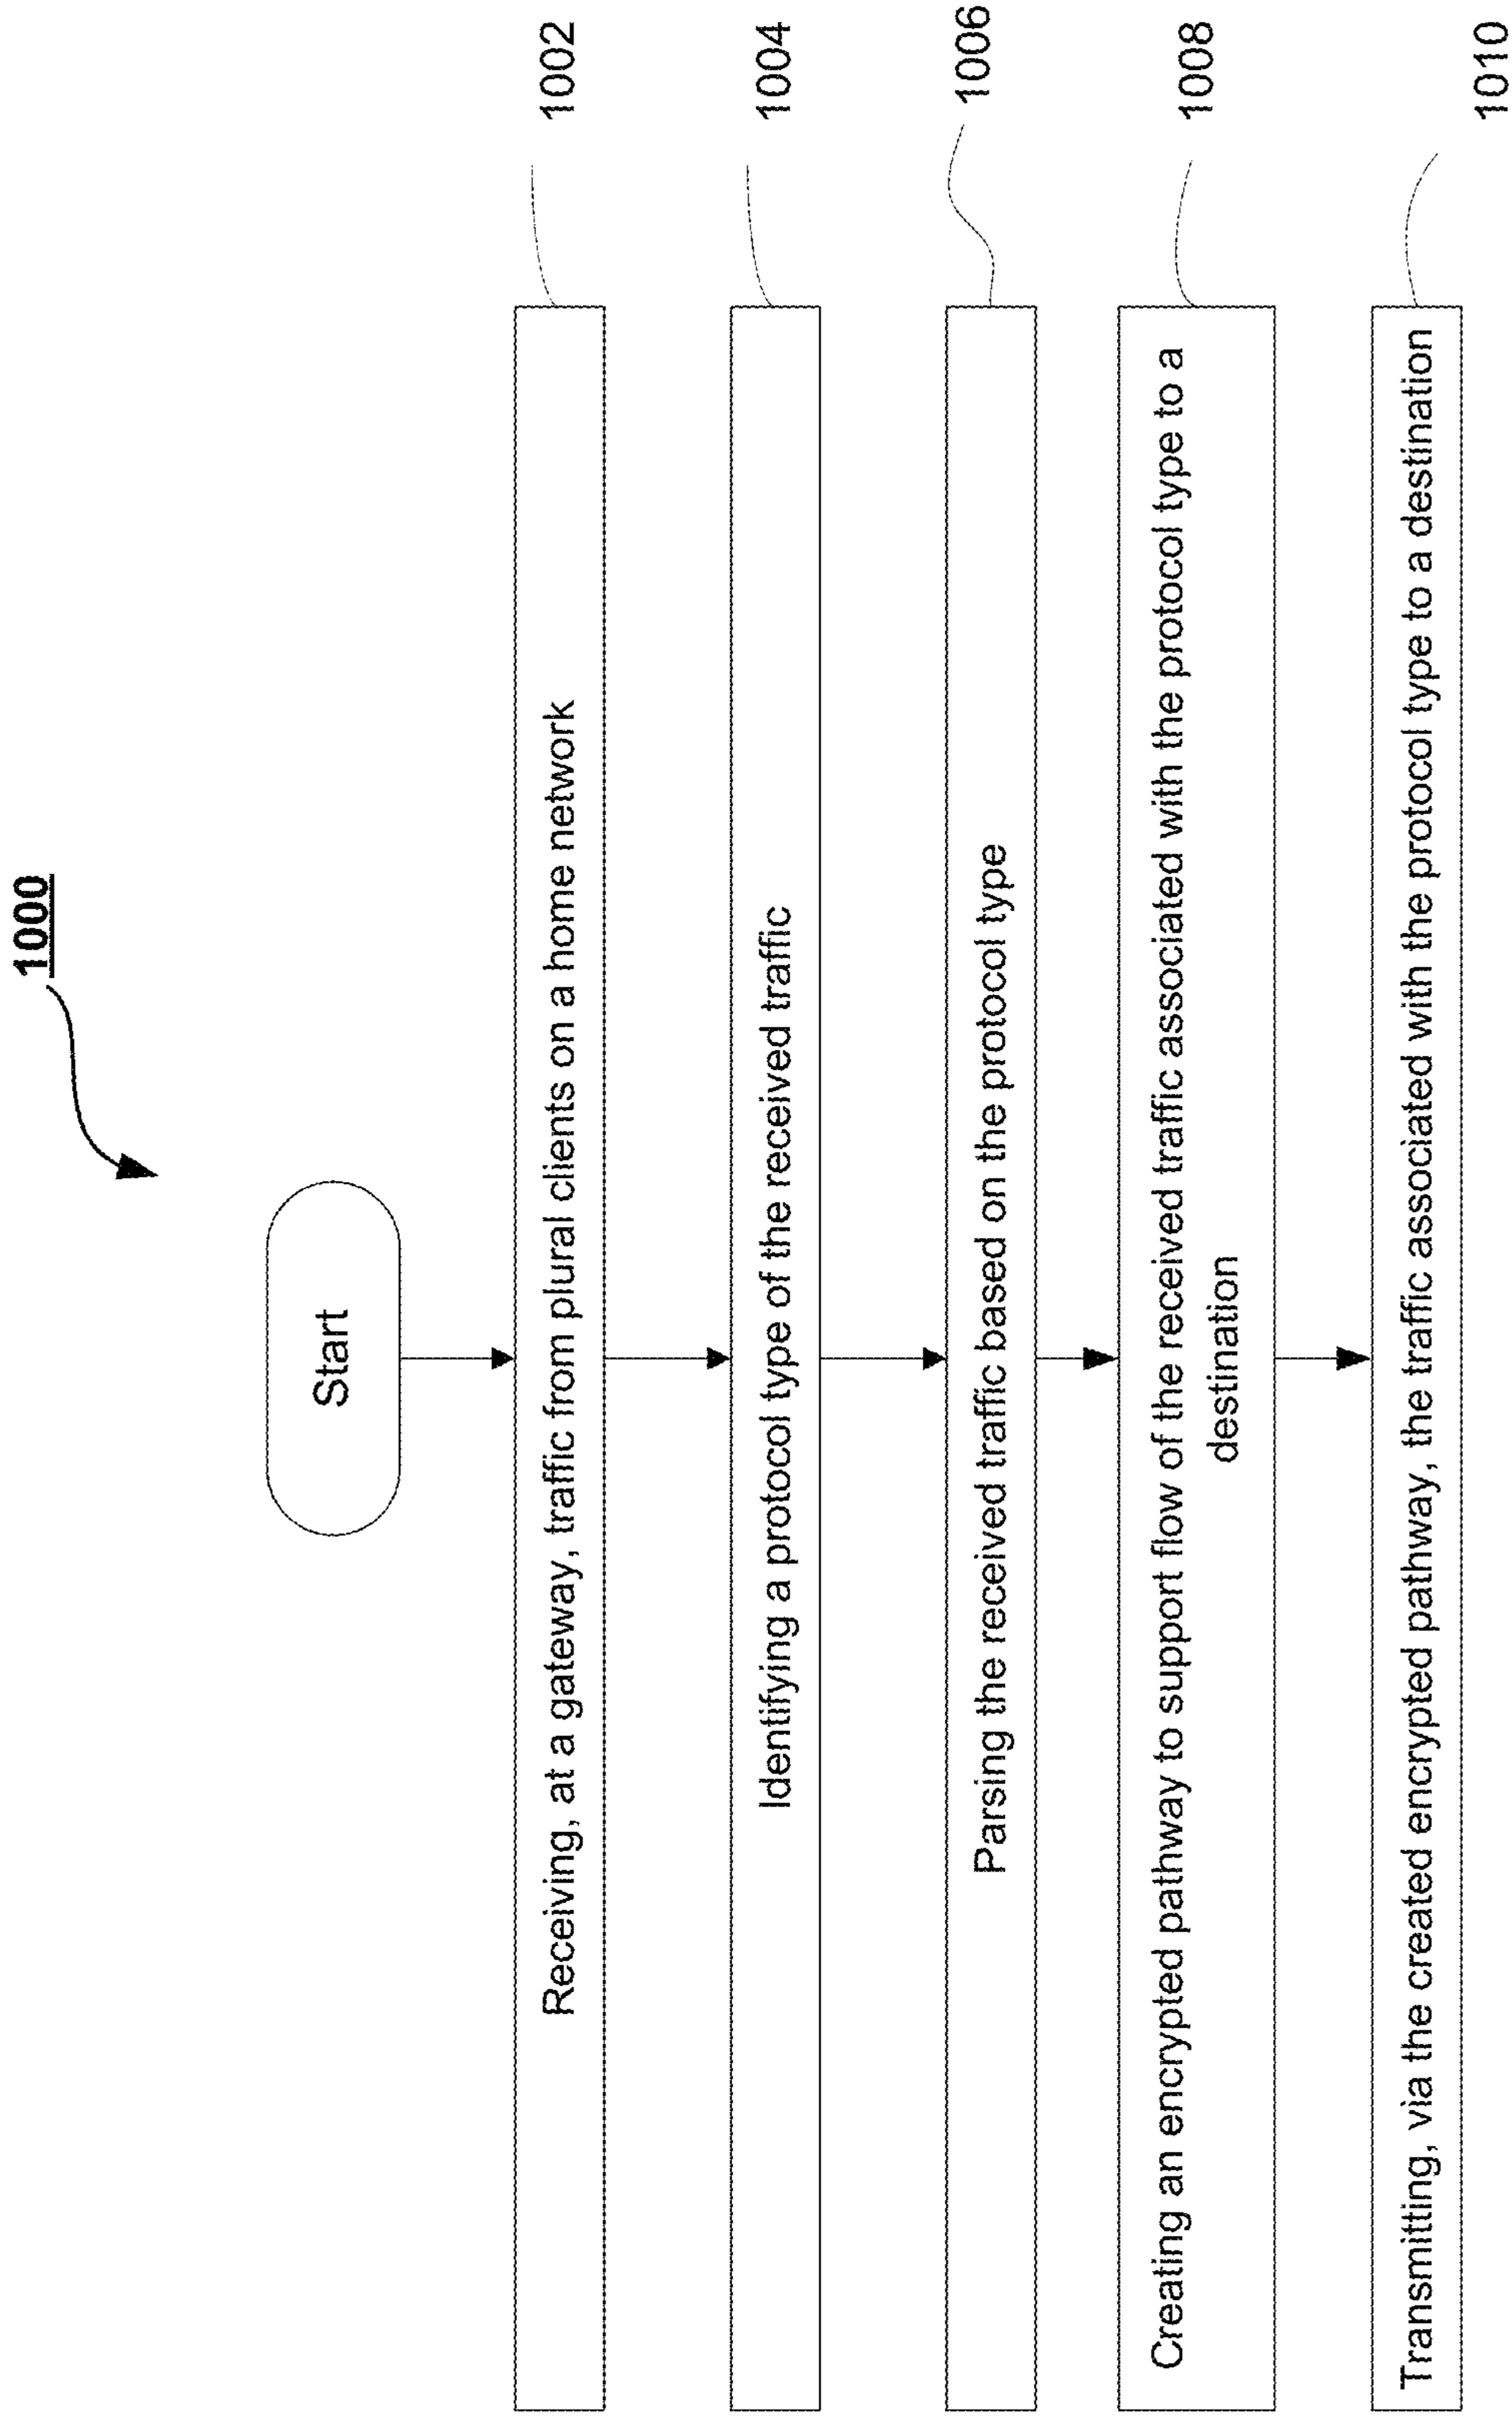 1000
Start
Receiving, at a gateway, traffic from plural clients on a home network
1002
Identifying a protocol type of the received traffic
1004
Parsing the received traffic based on the protocol type
1006
Creating an encrypted pathway to support flow of the received traffic associated with the protocol type to a
destination
1008
Transmitting, via the created encrypted pathway, the traffic associated with the protocol type to a destination
1010